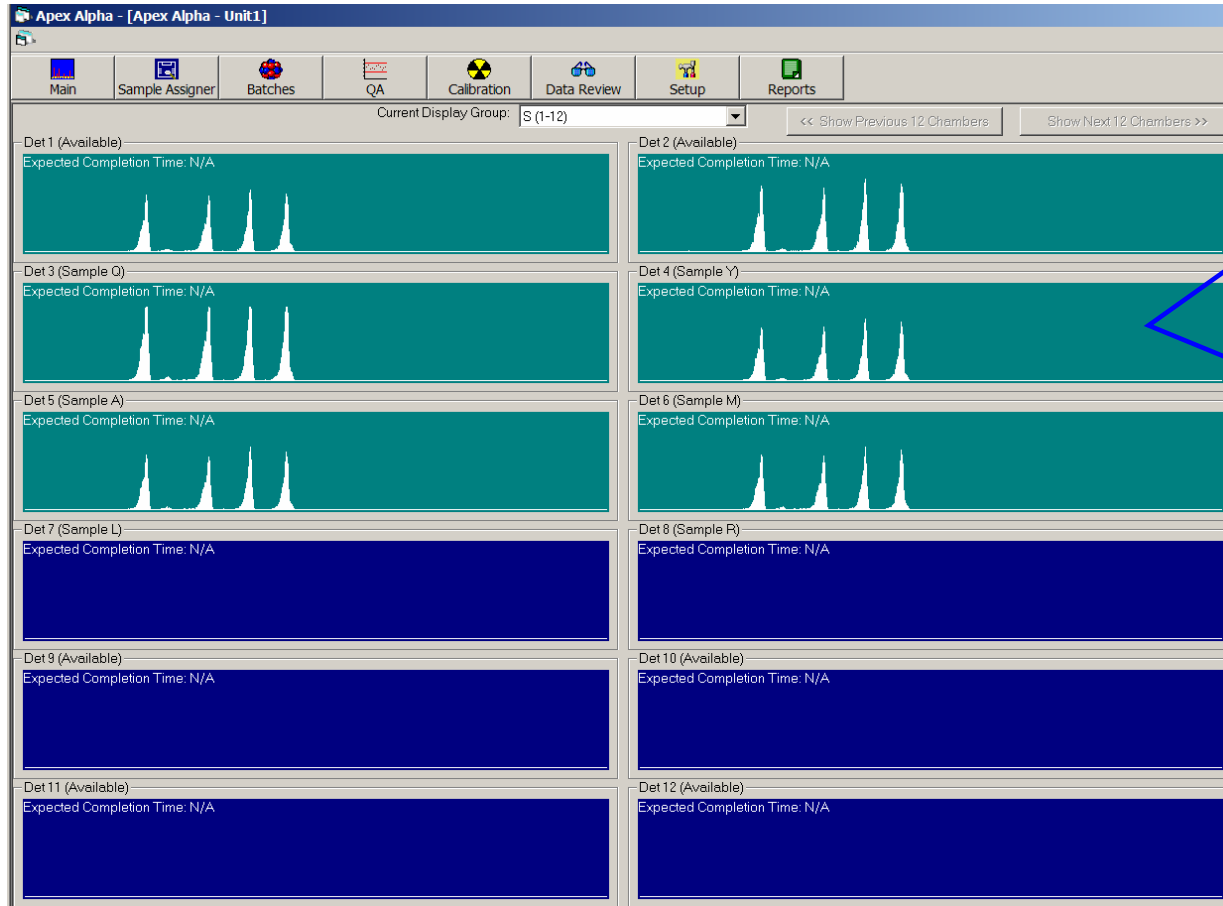 Apex Alpha - [Apex Alpha - Unit1]
Main Sample Assigner Batches QA Calibration Data Review Setup Reports
Current Display Group: S (1-12) << Show Previous 12 Chambers Show Next 12 Chambers >>
Det 1 (Available) Det 2 (Available)
Expected Completion Time: N/A Expected Completion Time: N/A
Det 3 (Sample Q) Det 4 (Sample Y)
Expected Completion Time: N/A Expected Completion Time: N/A
Det 5 (Sample A) Det 6 (Sample M)
Expected Completion Time: N/A Expected Completion Time: N/A
Det 7 (Sample L) Det 8 (Sample R)
Expected Completion Time: N/A Expected Completion Time: N/A
Det 9 (Available) Det 10 (Available)
Expected Completion Time: N/A Expected Completion Time: N/A
Det 11 (Available) Det 12 (Available)
Expected Completion Time: N/A Expected Completion Time: N/A